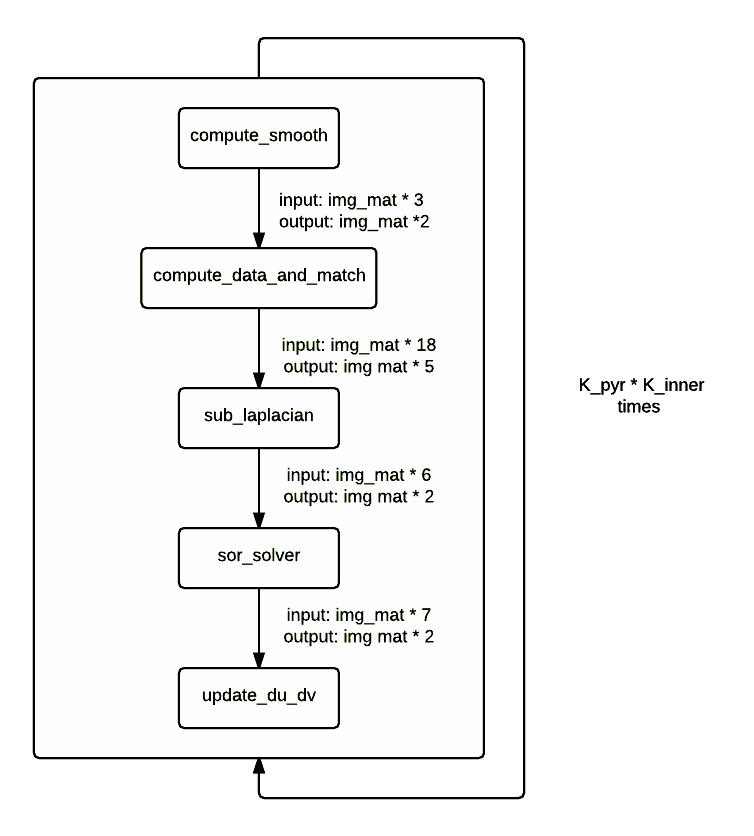 compute_smooth
input: img_mat * 3
output: img_mat *2
compute_data_and_match
input: img_mat * 18
output: img mat * 5
K_pyr * K_inner
times
sub_laplacian
input: img_mat * 6
output: img mat * 2
sor_solver
input: img_mat * 7
output: img mat * 2
update_du_dv